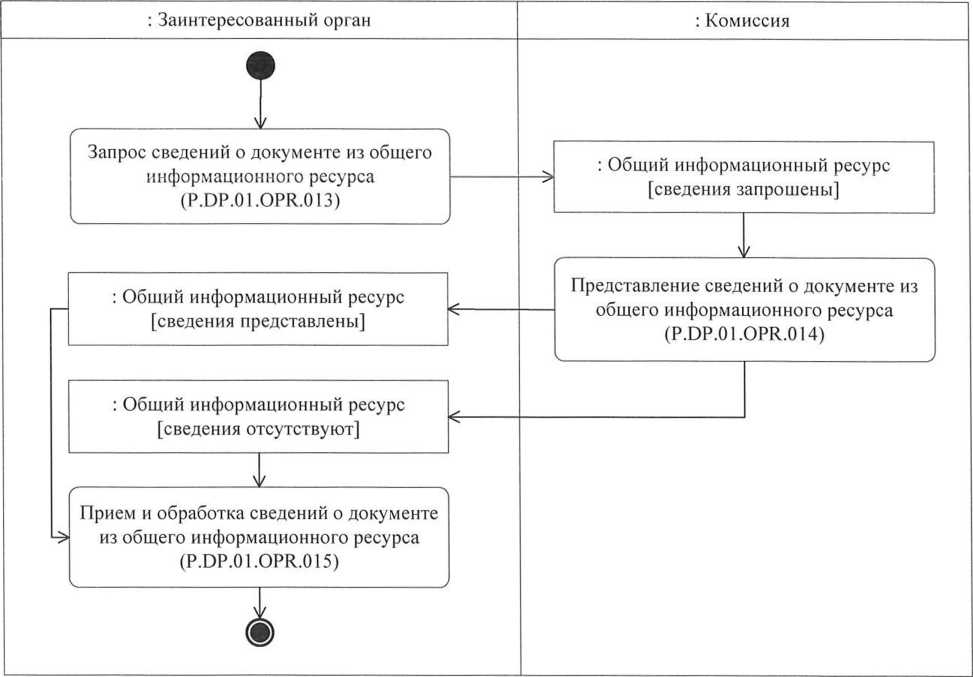 : Заинтересованный орган
: Комиссия
Запрос сведений о документе из общего
информационного ресурса
(P.DP.01.OPR.013)
: Общий информационный ресурс
[сведения запрошены]
Представление сведений о документе из
общего информационного ресурса
(P.DP.01.OPR.014)
: Общий информационный ресурс
[сведения представлены]
: Общий информационный ресурс
[сведения отсутствуют]
Прием и обработка сведений о документе
из общего информационного ресурса
(P.DP.01.OPR.015)